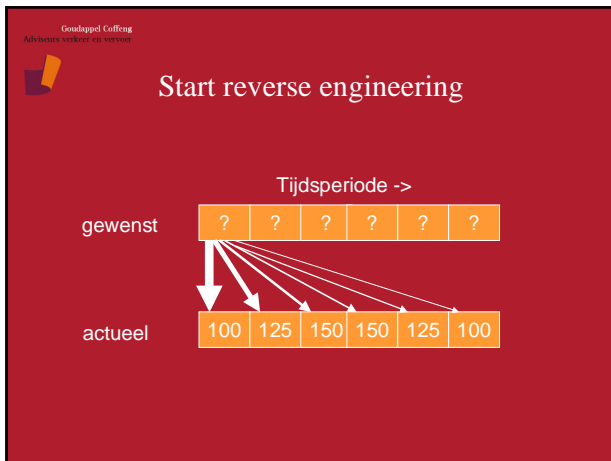 Goudappel Coffeng
Adviseurs verkeer en vervoer
Start reverse engineering
Tijdsperiode ->
gewenst ? ? ? ? ? ?
actueel 100 125 150 150 125 100